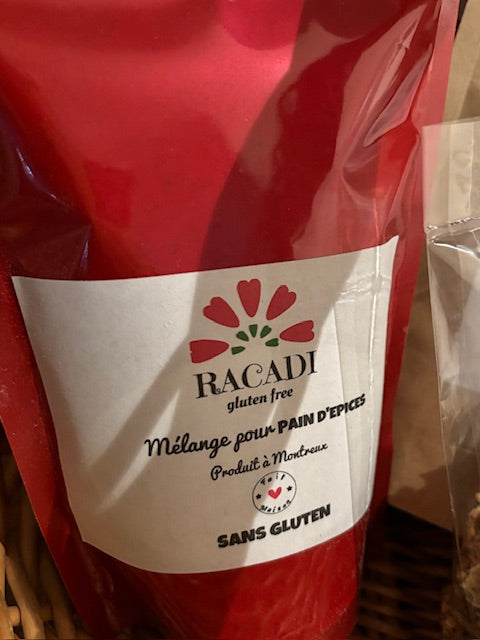 RACADI
gluten free
Mélange pour PAIN D'EPICES
Produit à Montreux
Fait
Maison
SANS GLUTEN